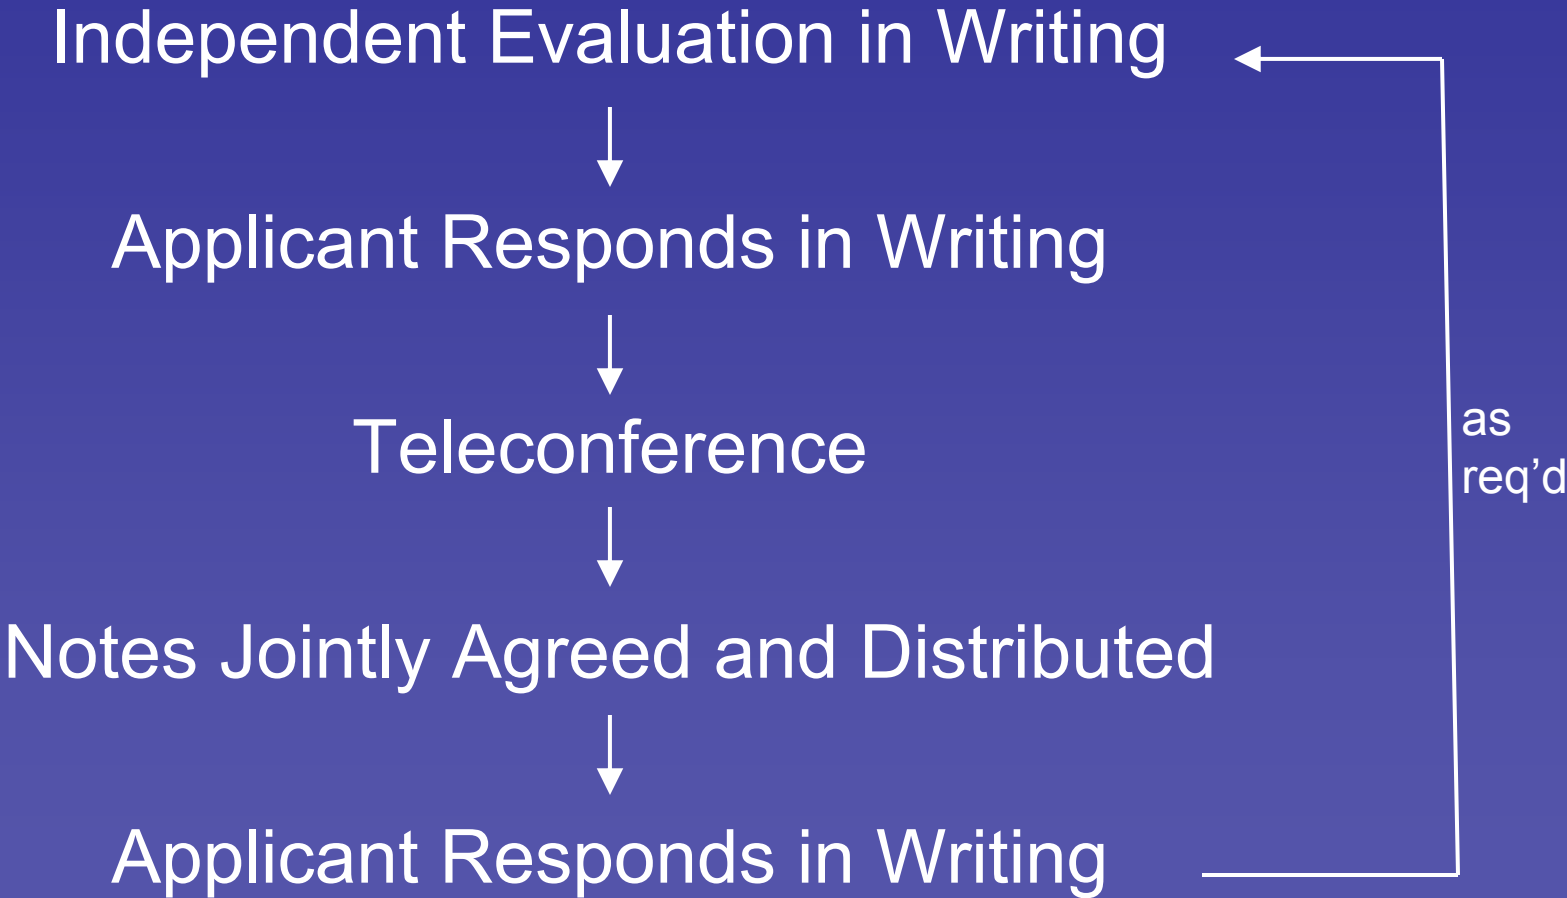 Independent Evaluation in Writing
Applicant Responds in Writing
Teleconference
as
req’d
Notes Jointly Agreed and Distributed
Applicant Responds in Writing